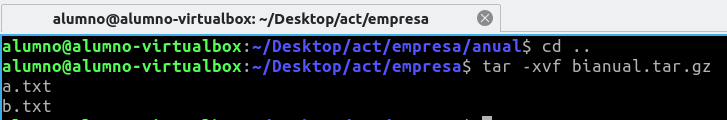 alumno@alumno-virtualbox: ~/Desktop/act/empresa
alumno@alumno-virtualbox:~/Desktop/act/empresa/anual$ cd ..
alumno@alumno-virtualbox:~/Desktop/act/empresa$ tar -xvf bianual.tar.gz
a.txt
b.txt